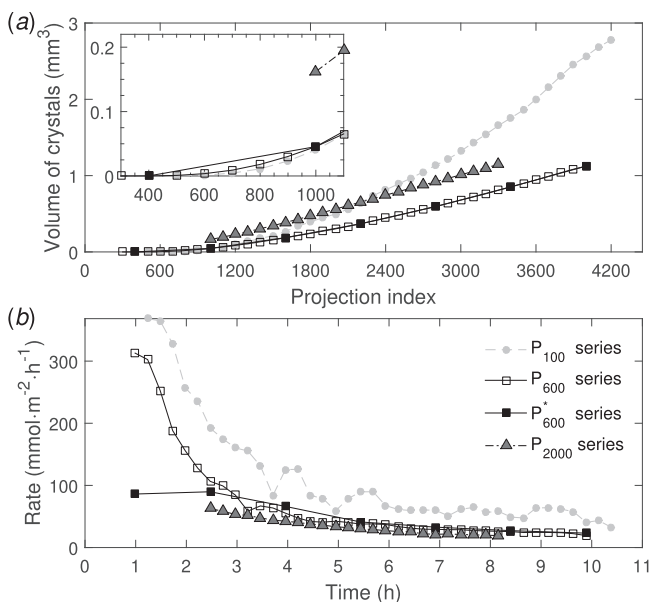 (a)
Volume of crystals (mm³)
3
2
1
0
0.2
0.1
0
400 600 800 1000
0 600 1200 1800 2400 3000 3600 4200
Projection index
(b)
Rate (mmol·m⁻²·h⁻¹)
300
200
100
0
P₁₀₀ series
P₆₀₀ series
P*₆₀₀ series
P₂₀₀₀ series
0 1 2 3 4 5 6 7 8 9 10 11
Time (h)